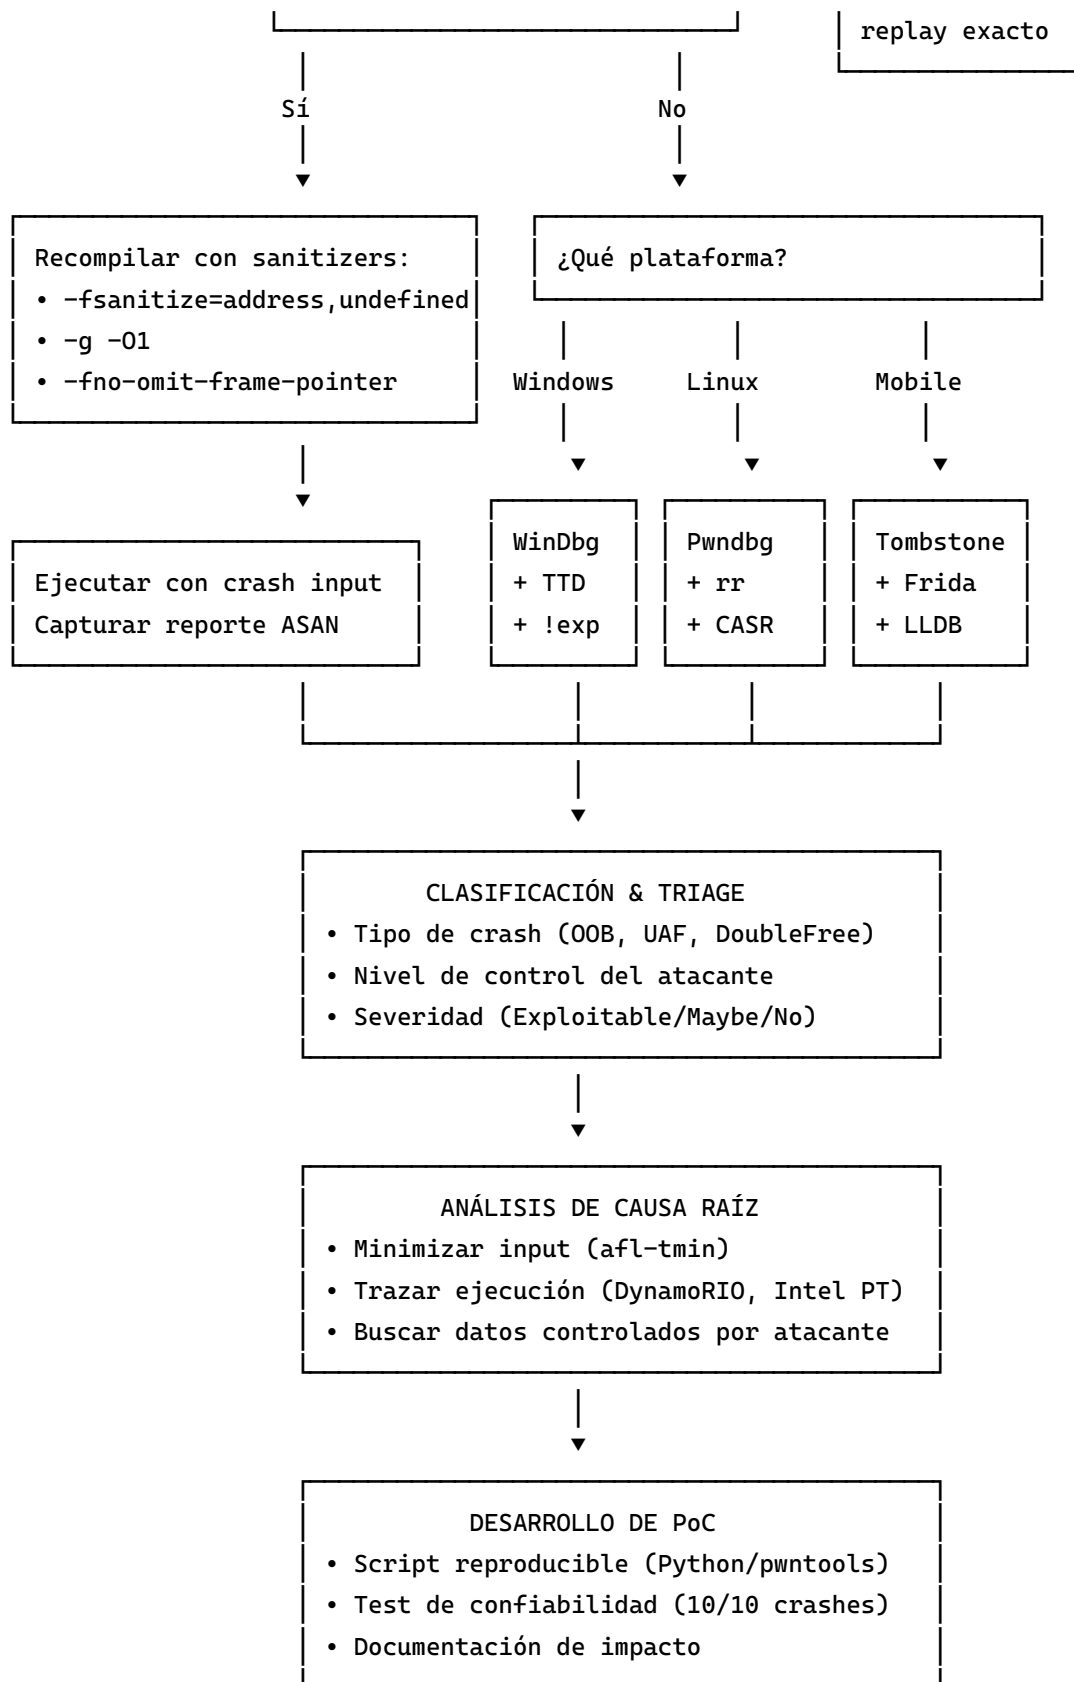 replay exacto
Sí No
Recompilar con sanitizers:
• -fsanitize=address,undefined
• -g -O1
• -fno-omit-frame-pointer
¿Qué plataforma?
Windows Linux Mobile
Ejecutar con crash input
Capturar reporte ASAN
WinDbg
+ TTD
+ !exp
Pwndbg
+ rr
+ CASR
Tombstone
+ Frida
+ LLDB
CLASIFICACIÓN & TRIAGE
• Tipo de crash (OOB, UAF, DoubleFree)
• Nivel de control del atacante
• Severidad (Exploitable/Maybe/No)
ANÁLISIS DE CAUSA RAÍZ
• Minimizar input (afl-tmin)
• Trazar ejecución (DynamoRIO, Intel PT)
• Buscar datos controlados por atacante
DESARROLLO DE PoC
• Script reproducible (Python/pwntools)
• Test de confiabilidad (10/10 crashes)
• Documentación de impacto